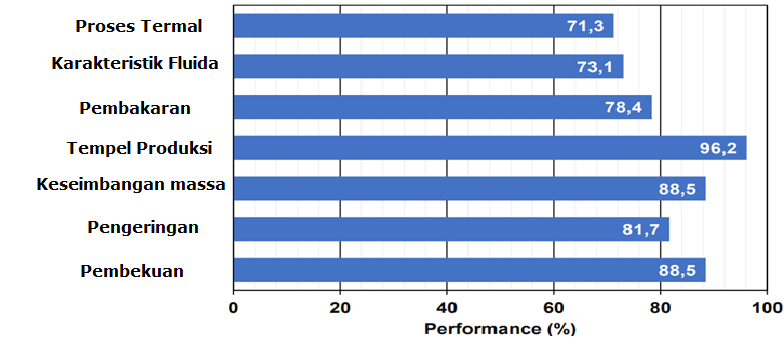 Proses Termal
71,3
Karakteristik Fluida
73,1
Pembakaran
78,4
Tempel Produksi
96,2
Keseimbangan massa
88,5
Pengeringan
81,7
Pembekuan
88,5
0 20 40 60 80 100
Performance (%)